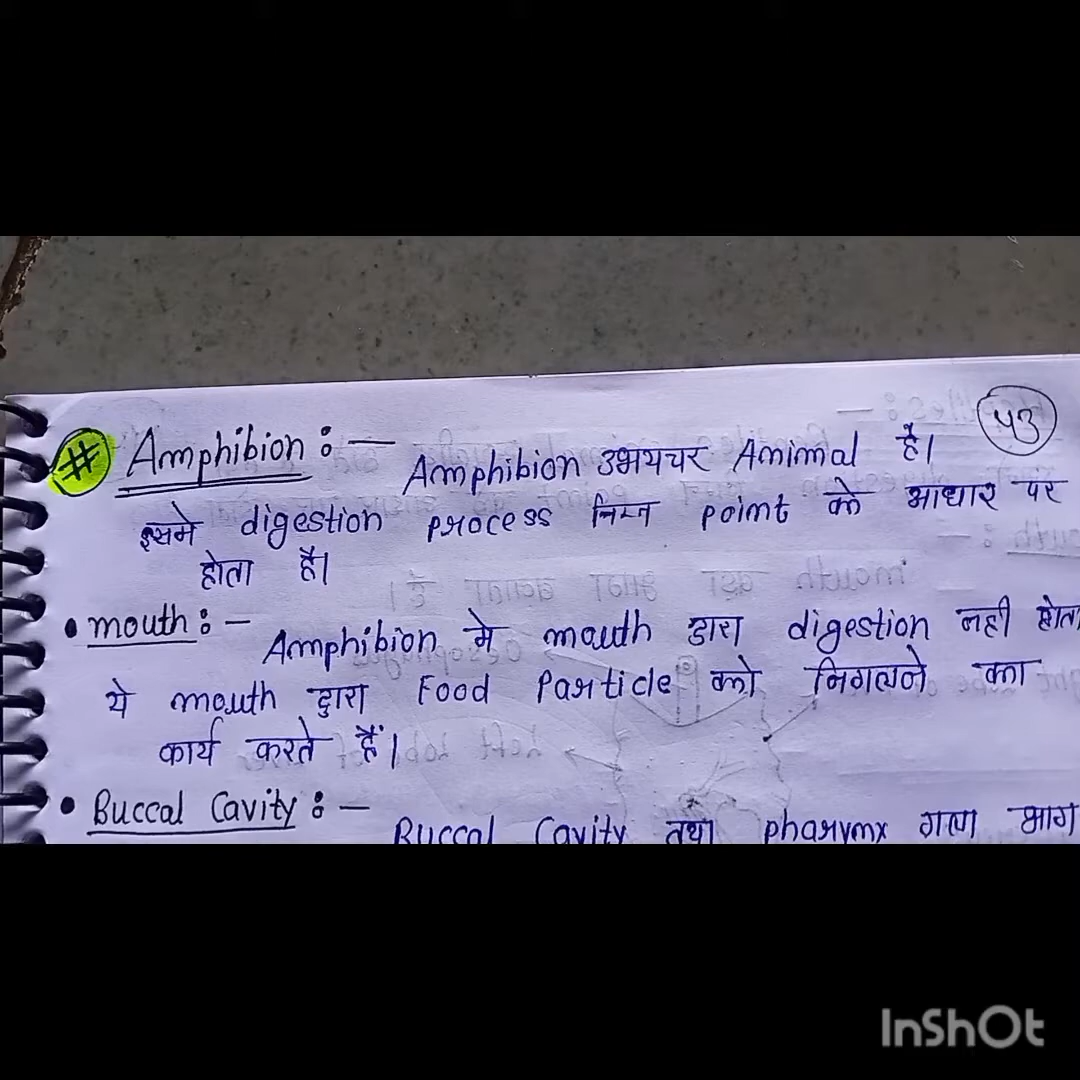 # Amphibion :-
43
Amphibion उभयचर Animal है।
इसमे digestion process निम्न point के आधार पर
होता है।
• mouth :-
Amphibion मे mouth द्वारा digestion नही होता
ये mouth द्वारा Food Particle को निगलने का
कार्य करते हैं।
• Buccal Cavity :-
Buccal Cavity तथा pharynx वाला भाग
InShOt